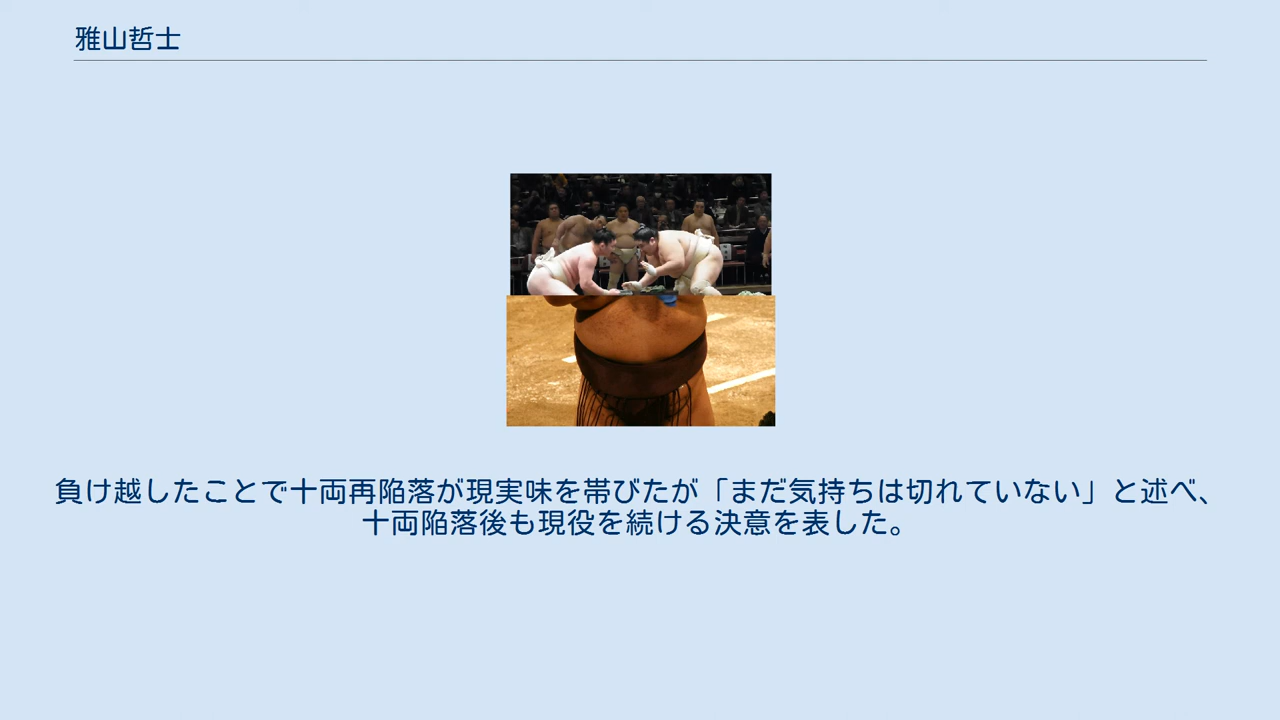 雅山哲士
負け越したことで十両再陥落が現実味を帯びたが「まだ気持ちは切れていない」と述べ、
十両陥落後も現役を続ける決意を表した。